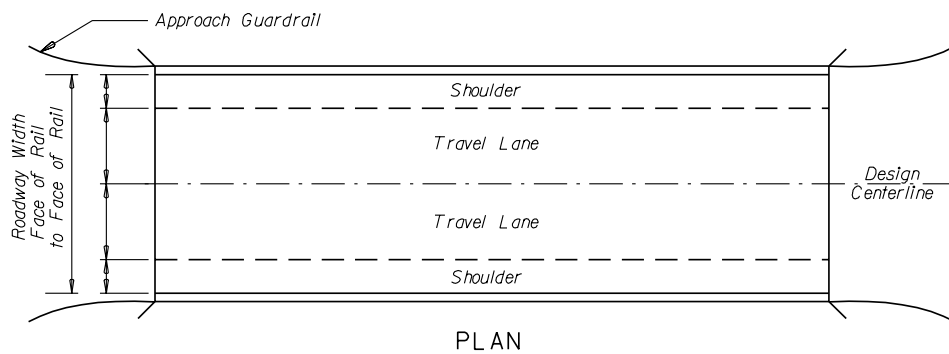 Approach Guardrail
Shoulder
Travel Lane
Roadway Width
Face of Rail
to Face of Rail
Design
Centerline
Travel Lane
Shoulder
PLAN